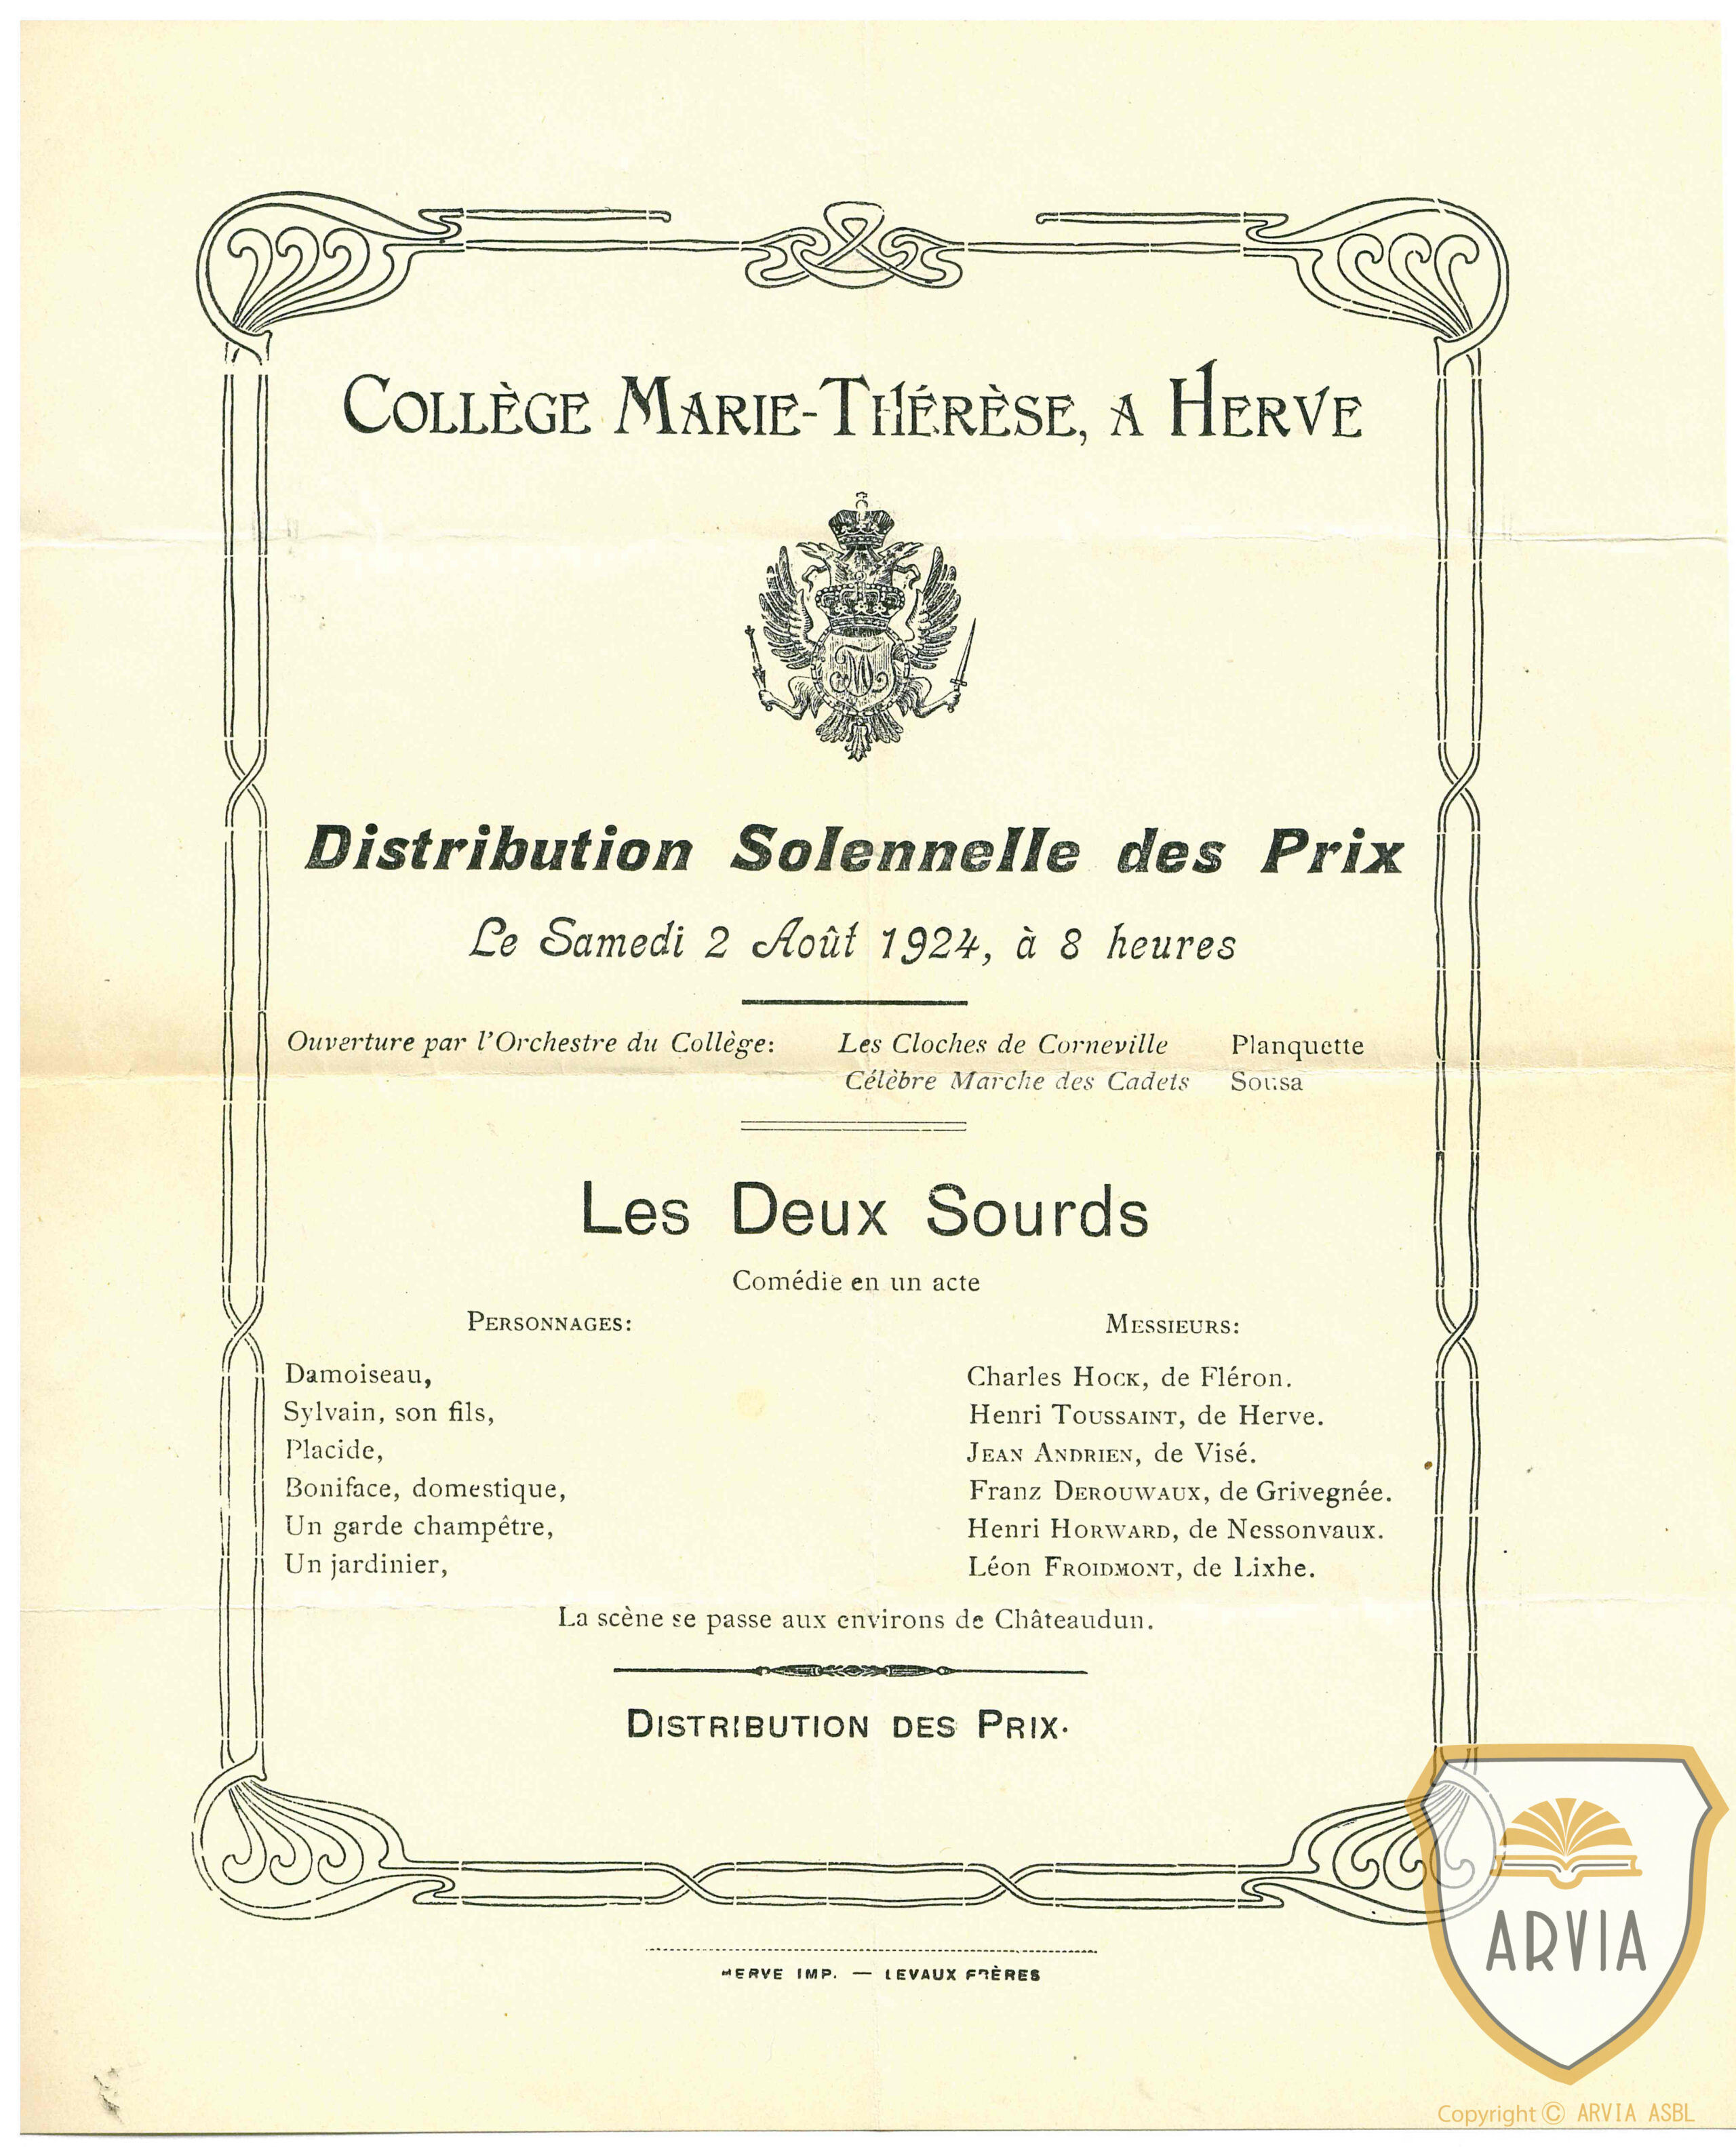 COLLÈGE MARIE-THÉRÈSE, A HERVE
Distribution Solennelle des Prix
Le Samedi 2 Août 1924, à 8 heures
Ouverture par l'Orchestre du Collège: Les Cloches de Corneville Planquette
Célèbre Marche des Cadets Sousa
Les Deux Sourds
Comédie en un acte
PERSONNAGES: MESSIEURS:
Damoiseau, Charles HOCK, de Fléron.
Sylvain, son fils, Henri TOUSSAINT, de Herve.
Placide, JEAN ANDRIEN, de Visé.
Boniface, domestique, Franz DEROUWAUX, de Grivegnée.
Un garde champêtre, Henri HORWARD, de Nessonvaux.
Un jardinier, Léon FROIDMONT, de Lixhe.
La scène se passe aux environs de Châteaudun.
DISTRIBUTION DES PRIX.
HERVE IMP. — LEVAUX FRÈRES
ARVIA
Copyright © ARVIA ASBL